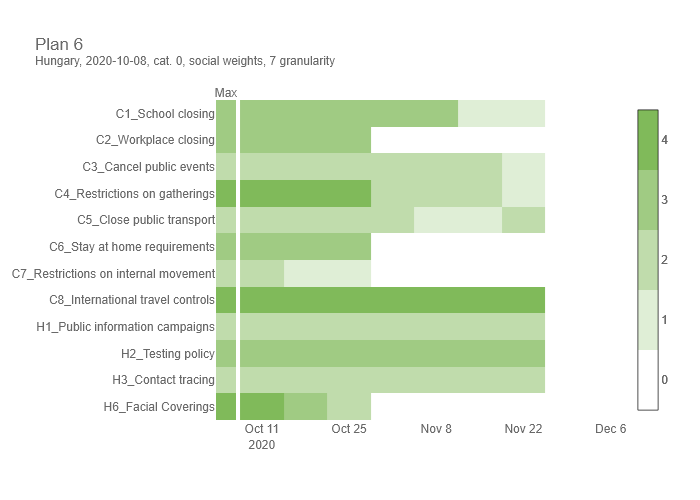 Plan 6
Hungary, 2020-10-08, cat. 0, social weights, 7 granularity
Max
C1_School closing
C2_Workplace closing
C3_Cancel public events
C4_Restrictions on gatherings
C5_Close public transport
C6_Stay at home requirements
C7_Restrictions on internal movement
C8_International travel controls
H1_Public information campaigns
H2_Testing policy
H3_Contact tracing
H6_Facial Coverings
Oct 11
2020
Oct 25
Nov 8
Nov 22
Dec 6
4
3
2
1
0